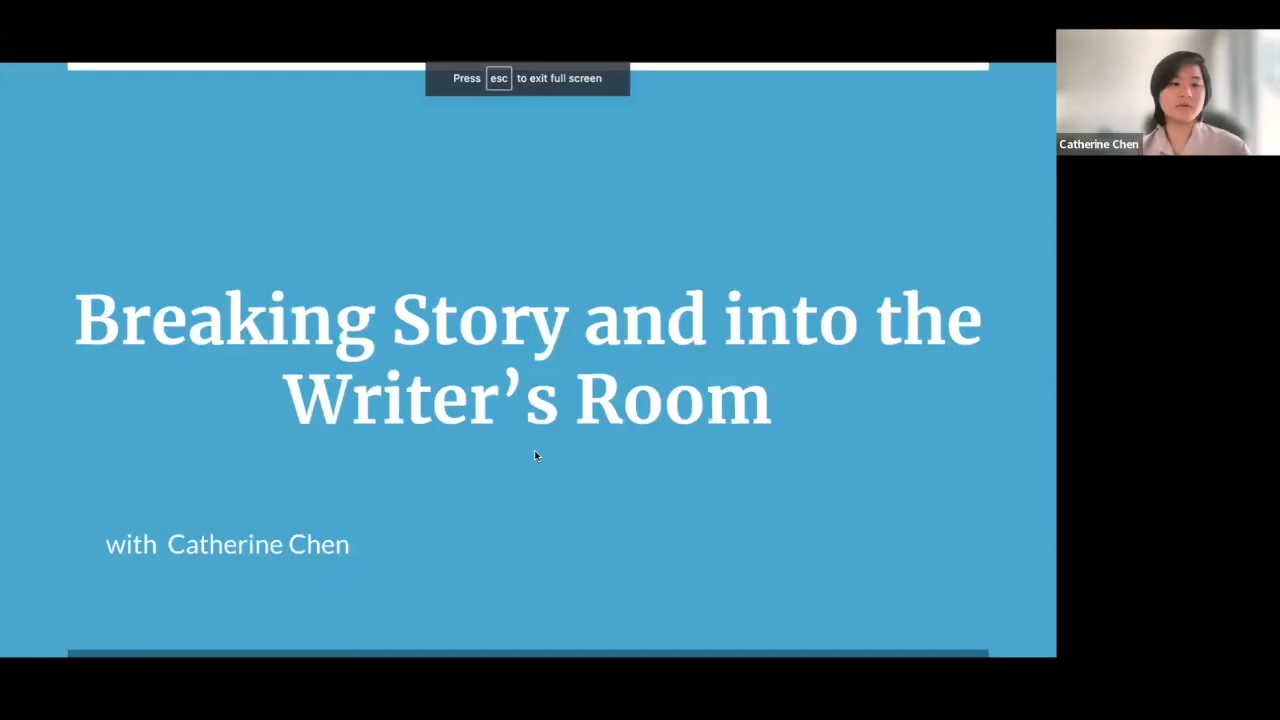 Press esc to exit full screen
Catherine Chen
Breaking Story and into the
Writer’s Room
with Catherine Chen